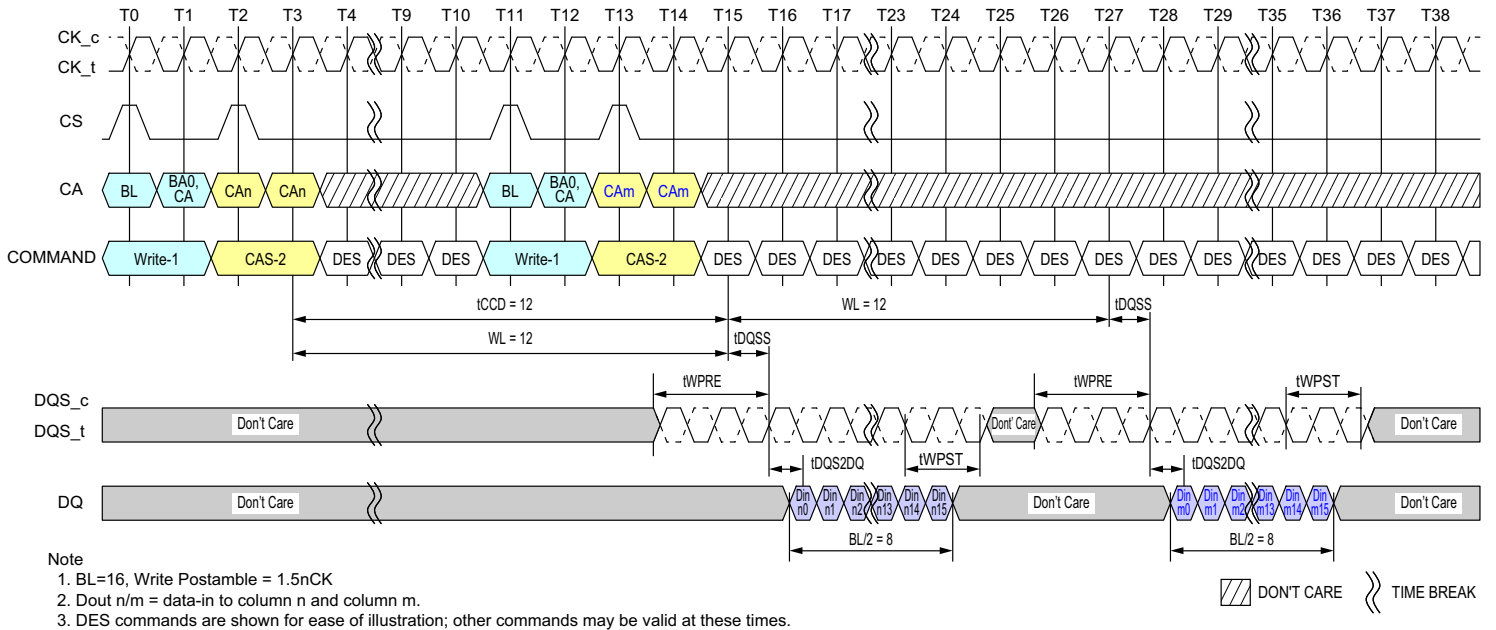 T0 T1 T2 T3 T4 T9 T10 T11 T12 T13 T14 T15 T16 T17 T22 T23 T24 T25 T26 T27 T28 T29 T35 T36 T37 T38
CK_c
CK_t
CS
CA BL BA0, CA CAn CAn BL BA0, CA CAm CAm
COMMAND Write-1 CAS-2 DES DES DES Write-1 CAS-2 DES DES DES DES DES DES DES DES DES DES DES DES DES DES
tCCD = 12 WL = 12 tDQSS
WL = 12 tDQSS
tWPRE tWPRE tWPST
DQS_c
DQS_t Don't Care Dont' Care Don't Care
tDQS2DQ tWPST tDQS2DQ
DQ Don't Care Din n0 Din n1 Din n2 Din n13 Din n14 Din n15 Don't Care Din m0 Din m1 Din m2 Din m13 Din m14 Din m15 Don't Care
BL/2 = 8 BL/2 = 8
Note
1. BL=16, Write Postamble = 1.5nCK
2. Dout n/m = data-in to column n and column m.
3. DES commands are shown for ease of illustration; other commands may be valid at these times.
DON'T CARE TIME BREAK